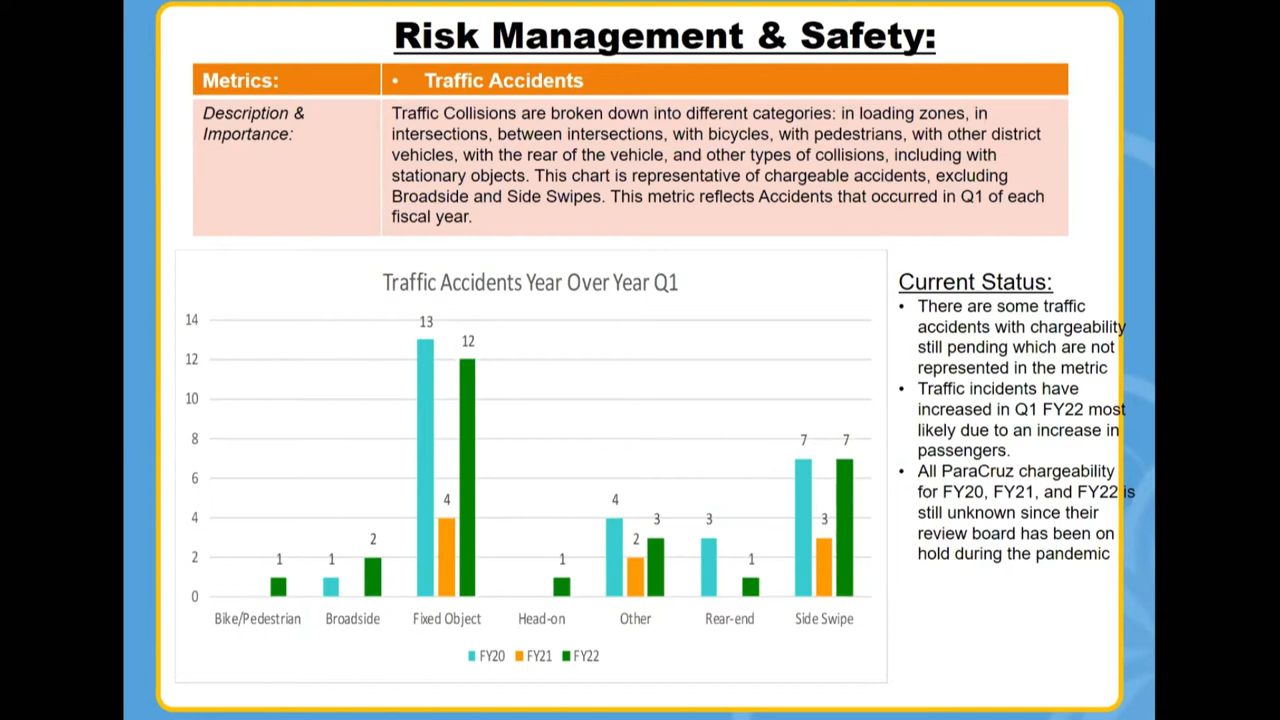 Risk Management & Safety:
Metrics:
• Traffic Accidents
Description &
Importance:
Traffic Collisions are broken down into different categories: in loading zones, in
intersections, between intersections, with bicycles, with pedestrians, with other district
vehicles, with the rear of the vehicle, and other types of collisions, including with
stationary objects. This chart is representative of chargeable accidents, excluding
Broadside and Side Swipes. This metric reflects Accidents that occurred in Q1 of each
fiscal year.
Traffic Accidents Year Over Year Q1
14
12
10
8
6
4
2
0
1
1
2
13
4
12
1
4
2
3
3
1
7
3
7
Bike/Pedestrian
Broadside
Fixed Object
Head-on
Other
Rear-end
Side Swipe
FY20
FY21
FY22
Current Status:
• There are some traffic
accidents with chargeability
still pending which are not
represented in the metric
• Traffic incidents have
increased in Q1 FY22 most
likely due to an increase in
passengers.
• All ParaCruz chargeability
for FY20, FY21, and FY22 is
still unknown since their
review board has been on
hold during the pandemic